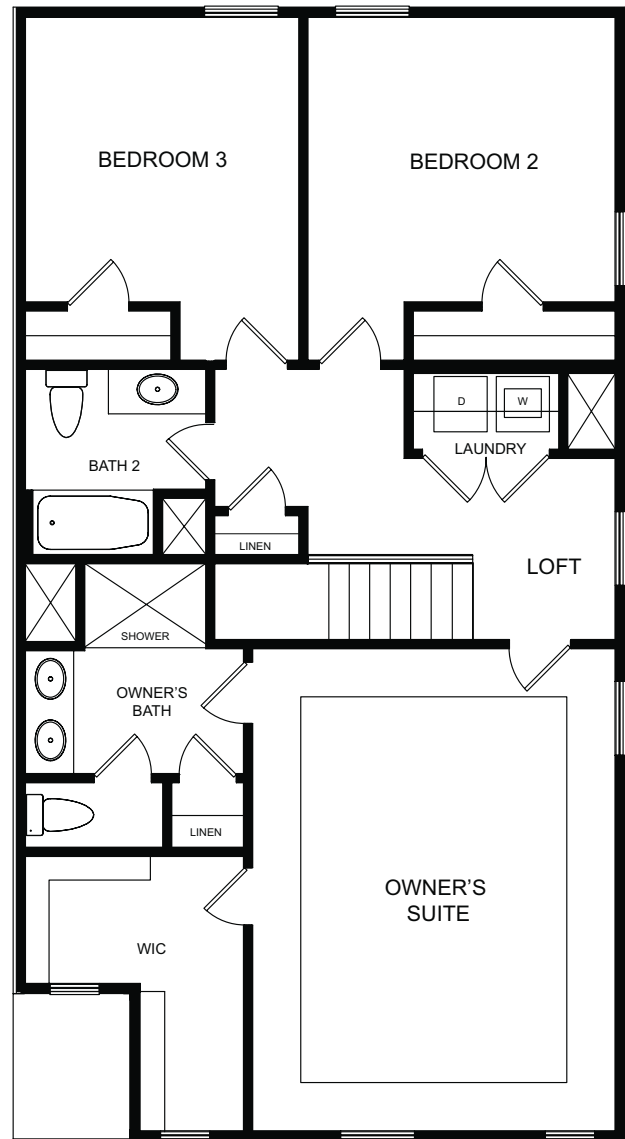 BEDROOM 3
BEDROOM 2
D
W
LAUNDRY
BATH 2
LINEN
LOFT
SHOWER
OWNER'S
BATH
LINEN
OWNER'S
SUITE
WIC